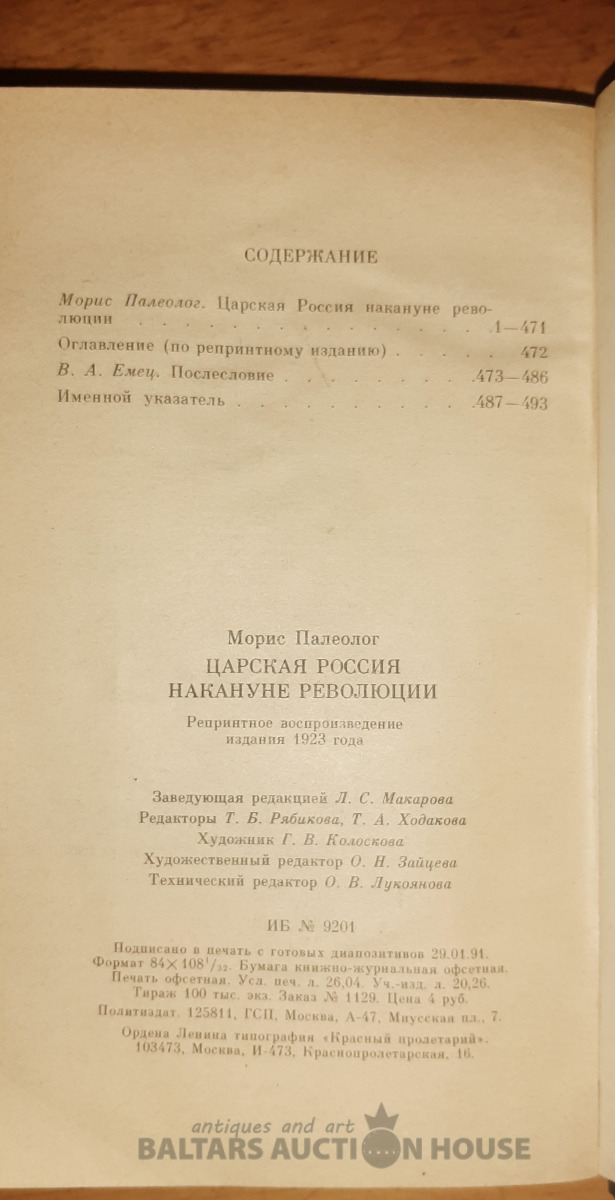 СОДЕРЖАНИЕ
Морис Палеолог. Царская Россия накануне рево-
люции . . . . . . . . . . . . . . 1—471
Оглавление (по репринтному изданию) . . . . . 472
В. А. Емец. Послесловие . . . . . . . . .473—486
Именной указатель . . . . . . . . . . .487—493
Морис Палеолог
ЦАРСКАЯ РОССИЯ
НАКАНУНЕ РЕВОЛЮЦИИ
Репринтное воспроизведение
издания 1923 года
Заведующая редакцией Л. С. Макарова
Редакторы Т. Б. Рябикова, Т. А. Ходакова
Художник Г. В. Колоскова
Художественный редактор О. Н. Зайцева
Технический редактор О. В. Лукоянова
ИБ № 9201
Подписано в печать с готовых диапозитивов 29.01.91.
Формат 84×108¹/₃₂. Бумага книжно-журнальная офсетная.
Печать офсетная. Усл. печ. л. 26,04. Уч.-изд. л. 20,26.
Тираж 100 тыс. экз. Заказ № 1129. Цена 4 руб.
Политиздат. 125811, ГСП, Москва, А-47, Миусская пл., 7.
Ордена Ленина типография «Красный пролетарий».
103473, Москва, И-473, Краснопролетарская, 16.
antiques and art
BALTARS AUCTION HOUSE